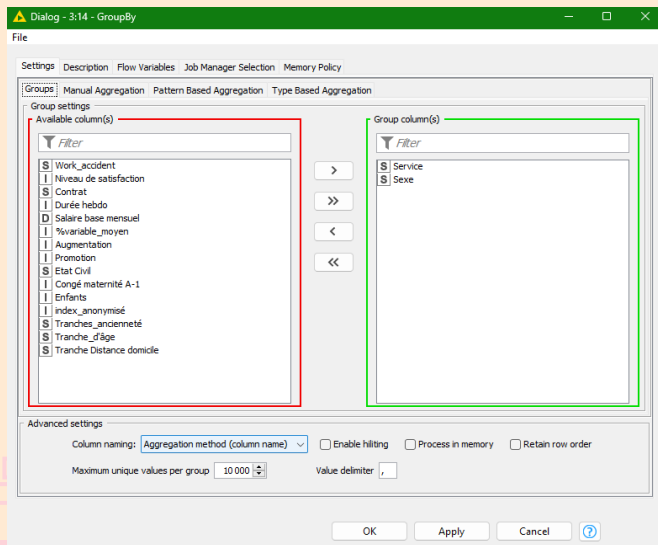 Dialog - 3:14 - GroupBy
File
Settings Description Flow Variables Job Manager Selection Memory Policy
Groups Manual Aggregation Pattern Based Aggregation Type Based Aggregation
Group settings
Available column(s)
Filter
S Work_accident
I Niveau de satisfaction
S Contrat
I Durée hebdo
D Salaire base mensuel
I %variable_moyen
I Augmentation
I Promotion
S Etat Civil
I Congé maternité A-1
I Enfants
I index_anonymisé
S Tranches_ancienneté
S Tranche_d'âge
S Tranche Distance domicile
>
>>
<
<<
Group column(s)
Filter
S Service
S Sexe
Advanced settings
Column naming: Aggregation method (column name) Enable hiliting Process in memory Retain row order
Maximum unique values per group 10 000 Value delimiter ,
OK Apply Cancel ?